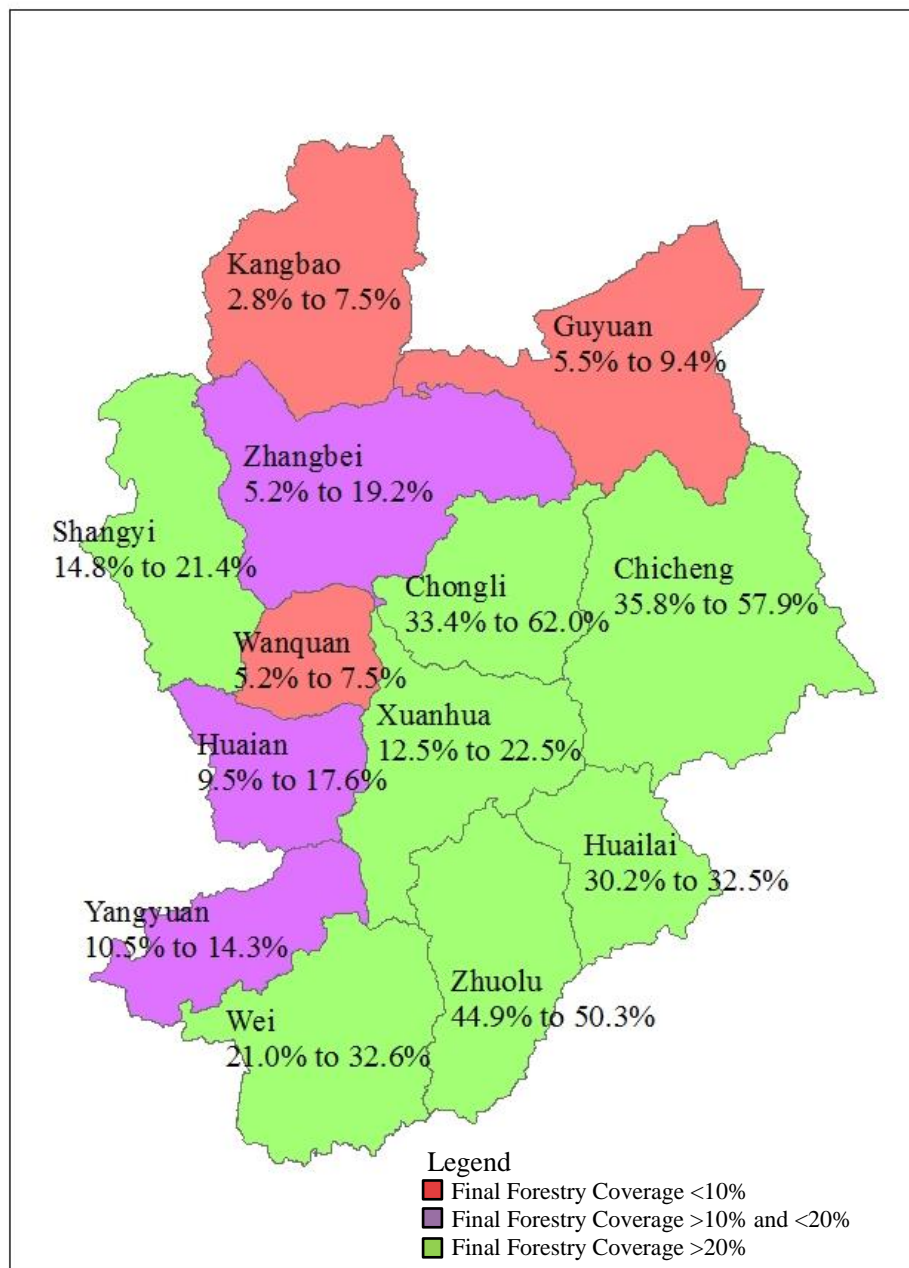 Kangbao
2.8% to 7.5%
Guyuan
5.5% to 9.4%
Zhangbei
5.2% to 19.2%
Shangyi
14.8% to 21.4%
Chongli
33.4% to 62.0%
Chicheng
35.8% to 57.9%
Wanquan
5.2% to 7.5%
Xuanhua
12.5% to 22.5%
Huaian
9.5% to 17.6%
Huailai
30.2% to 32.5%
Yangyuan
10.5% to 14.3%
Zhuolu
44.9% to 50.3%
Wei
21.0% to 32.6%
Legend
Final Forestry Coverage <10%
Final Forestry Coverage >10% and <20%
Final Forestry Coverage >20%